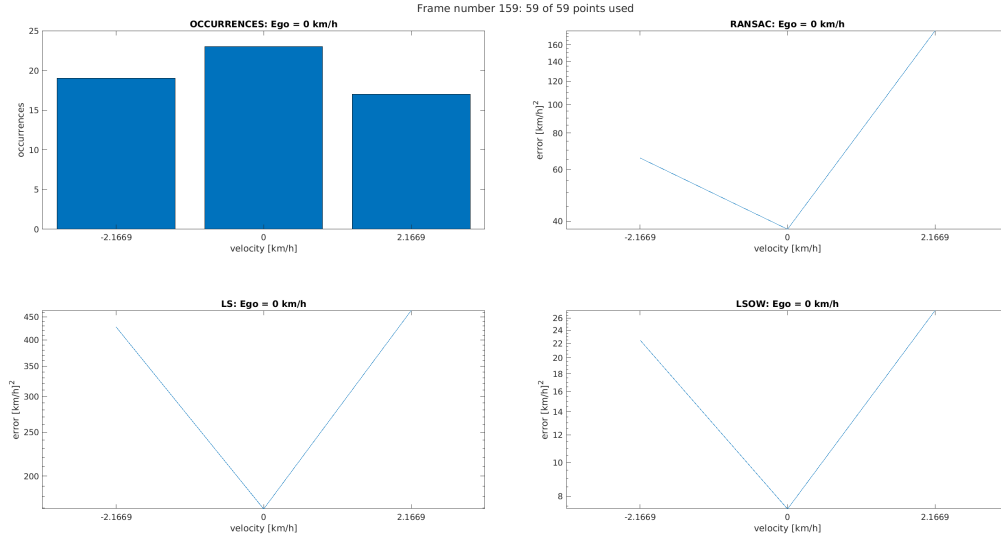 Frame number 159: 59 of 59 points used
OCCURRENCES: Ego = 0 km/h
25
20
15
10
5
0
occurrences
-2.1669 0 2.1669
velocity [km/h]
RANSAC: Ego = 0 km/h
160
140
120
100
80
60
40
error [km/h]²
-2.1669 0 2.1669
velocity [km/h]
LS: Ego = 0 km/h
450
400
350
300
250
200
error [km/h]²
-2.1669 0 2.1669
velocity [km/h]
LSOW: Ego = 0 km/h
26
24
22
20
18
16
14
12
10
8
error [km/h]²
-2.1669 0 2.1669
velocity [km/h]